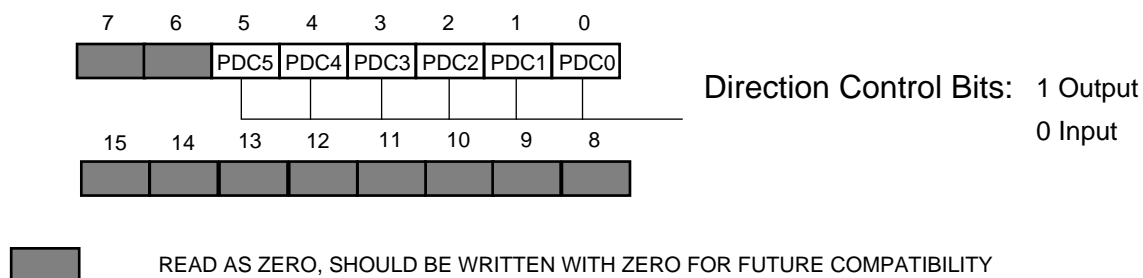 7 6 5 4 3 2 1 0
PDC5 PDC4 PDC3 PDC2 PDC1 PDC0
Direction Control Bits: 1 Output
0 Input
15 14 13 12 11 10 9 8
READ AS ZERO, SHOULD BE WRITTEN WITH ZERO FOR FUTURE COMPATIBILITY